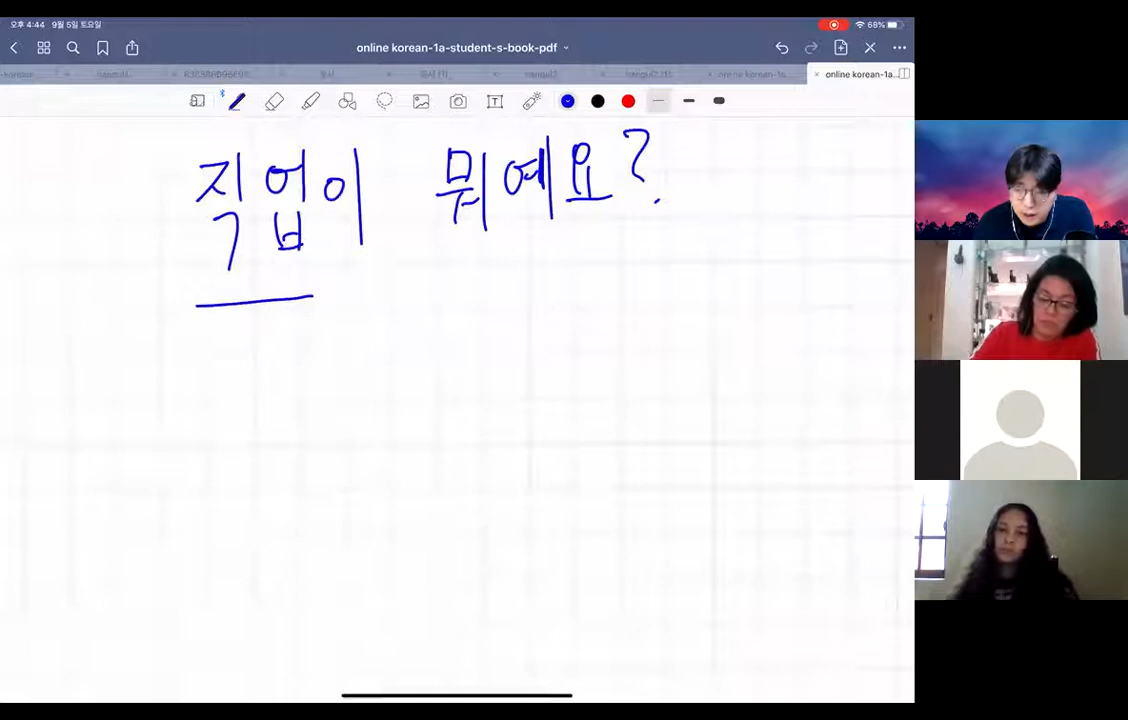 오후 4:44 9월 5일 토요일
68%
online korean-1a-student-s-book-pdf
online korean-1a...
직업이 뭐예요?